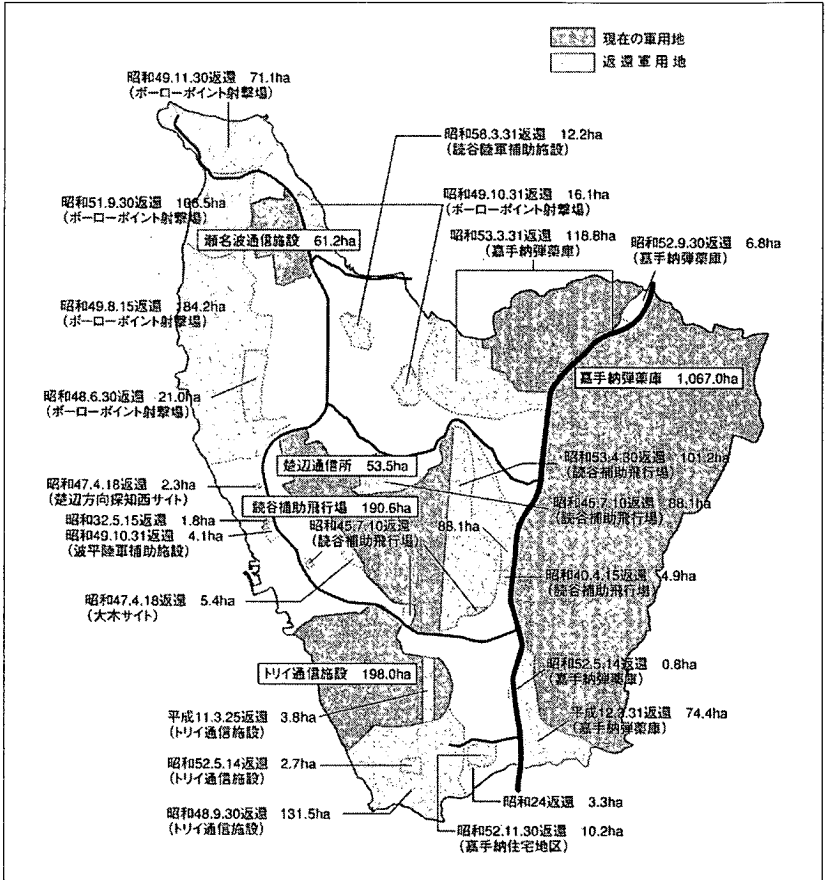 現在の軍用地
返還軍用地
昭和49.11.30返還 71.1ha
(ボーローポイント射撃場)
昭和58.3.31返還 12.2ha
(読谷陸軍補助施設)
昭和51.9.30返還
(ボーローポイント射撃場)
昭和49.10.31返還 16.1ha
(ボーローポイント射撃場)
瀬名波通信施設 61.2ha
昭和53.3.31返還 118.8ha
(嘉手納弾薬庫)
昭和52.9.30返還 6.8ha
(嘉手納弾薬庫)
昭和49.8.15返還 184.2ha
(ボーローポイント射撃場)
嘉手納弾薬庫 1,067.0ha
昭和48.6.30返還 21.0ha
(ボーローポイント射撃場)
楚辺通信所 53.5ha
昭和53.4.30返還 101.2ha
(読谷補助飛行場)
昭和47.4.18返還 2.3ha
(楚辺方向探知西サイト)
読谷補助飛行場 190.6ha
昭和45.7.10返還 88.1ha
(読谷補助飛行場)
昭和32.5.15返還 1.8ha
昭和49.10.31返還 4.1ha
(波平陸軍補助施設)
昭和45.7.10返還 88.1ha
(読谷補助飛行場)
昭和40.4.15返還 4.9ha
(読谷補助飛行場)
昭和47.4.18返還 5.4ha
(大木サイト)
トリイ通信施設 198.0ha
昭和52.5.14返還 0.8ha
(嘉手納弾薬庫)
平成11.3.25返還 3.8ha
(トリイ通信施設)
平成12.3.31返還 74.4ha
(嘉手納弾薬庫)
昭和52.5.14返還 2.7ha
(トリイ通信施設)
昭和48.9.30返還 131.5ha
(トリイ通信施設)
昭和24返還 3.3ha
昭和52.11.30返還 10.2ha
(嘉手納住宅地区)